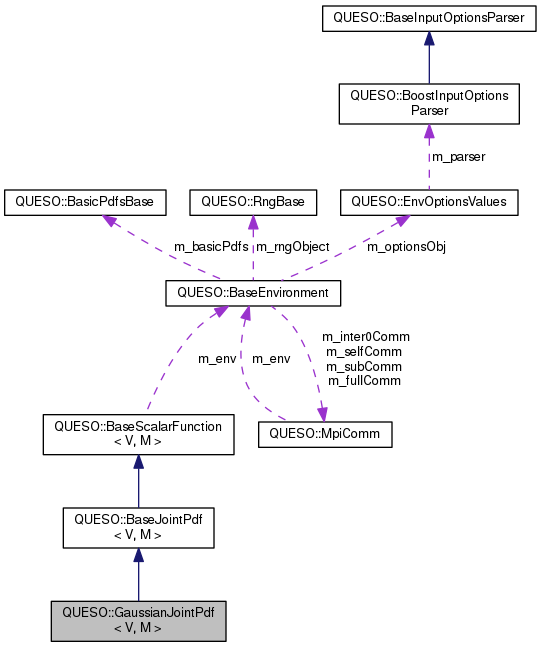 QUESO::BaseInputOptionsParser
QUESO::BoostInputOptions
Parser
m_parser
QUESO::BasicPdfsBase
QUESO::RngBase
QUESO::EnvOptionsValues
m_basicPdfs
m_rngObject
m_optionsObj
QUESO::BaseEnvironment
m_env
m_env
m_inter0Comm
m_selfComm
m_subComm
m_fullComm
QUESO::BaseScalarFunction
< V, M >
QUESO::MpiComm
QUESO::BaseJointPdf
< V, M >
QUESO::GaussianJointPdf
< V, M >